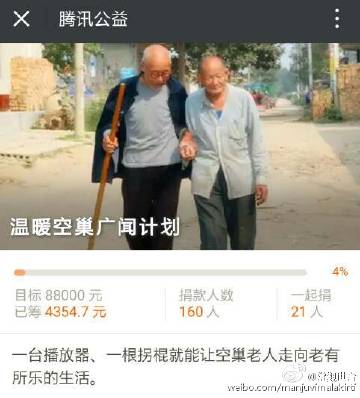 腾讯公益
温暖空巢广闻计划
4%
目标 88000 元
捐款人数
一起捐
已筹 4354.7 元
160 人
21 人
一台播放器、一根拐棍就能让空巢老人走向老有
所乐的生活。
weibo.com/manjuvimalakirti